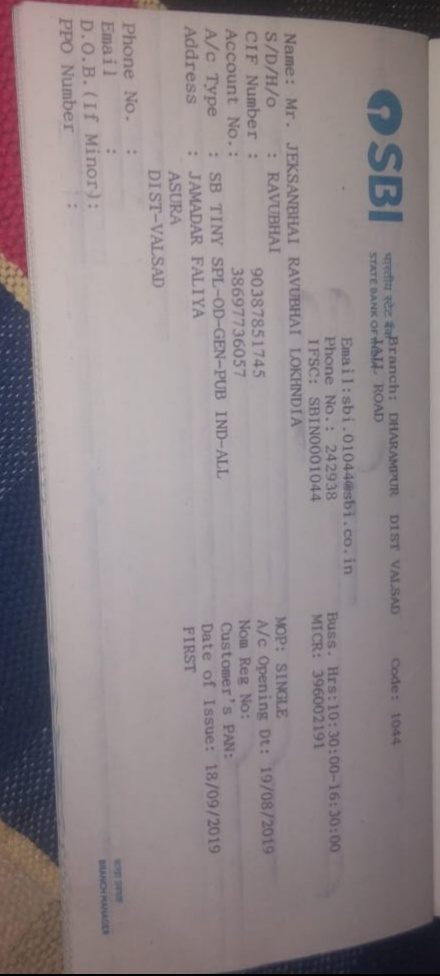 SBI
भारतीय स्टेट बैंक
STATE BANK OF INDIA
Branch: DHARAMPUR DIST VALSAD Code: 1044
JAIL ROAD
Email:sbi.01044@sbi.co.in
Phone No.: 242938 Buss. Hrs:10:30:00-16:30:00
IFSC: SBIN0001044 MICR: 396002191
Name: Mr. JEKSANBHAI RAVUBHAI LOKHNDIA
S/D/H/o : RAVUBHAI MOP: SINGLE
CIF Number : 90387851745 A/c Opening Dt: 19/08/2019
Account No.: 38697736057 Nom Reg No:
A/c Type : SB TINY SPL-OD-GEN-PUB IND-ALL Customer's PAN:
Address : JAMADAR FALIYA Date of Issue: 18/09/2019
ASURA FIRST
DIST-VALSAD
Phone No. :
Email :
D.O.B.(If Minor):
PPO Number :
शाखा प्रबंधक
BRANCH MANAGER